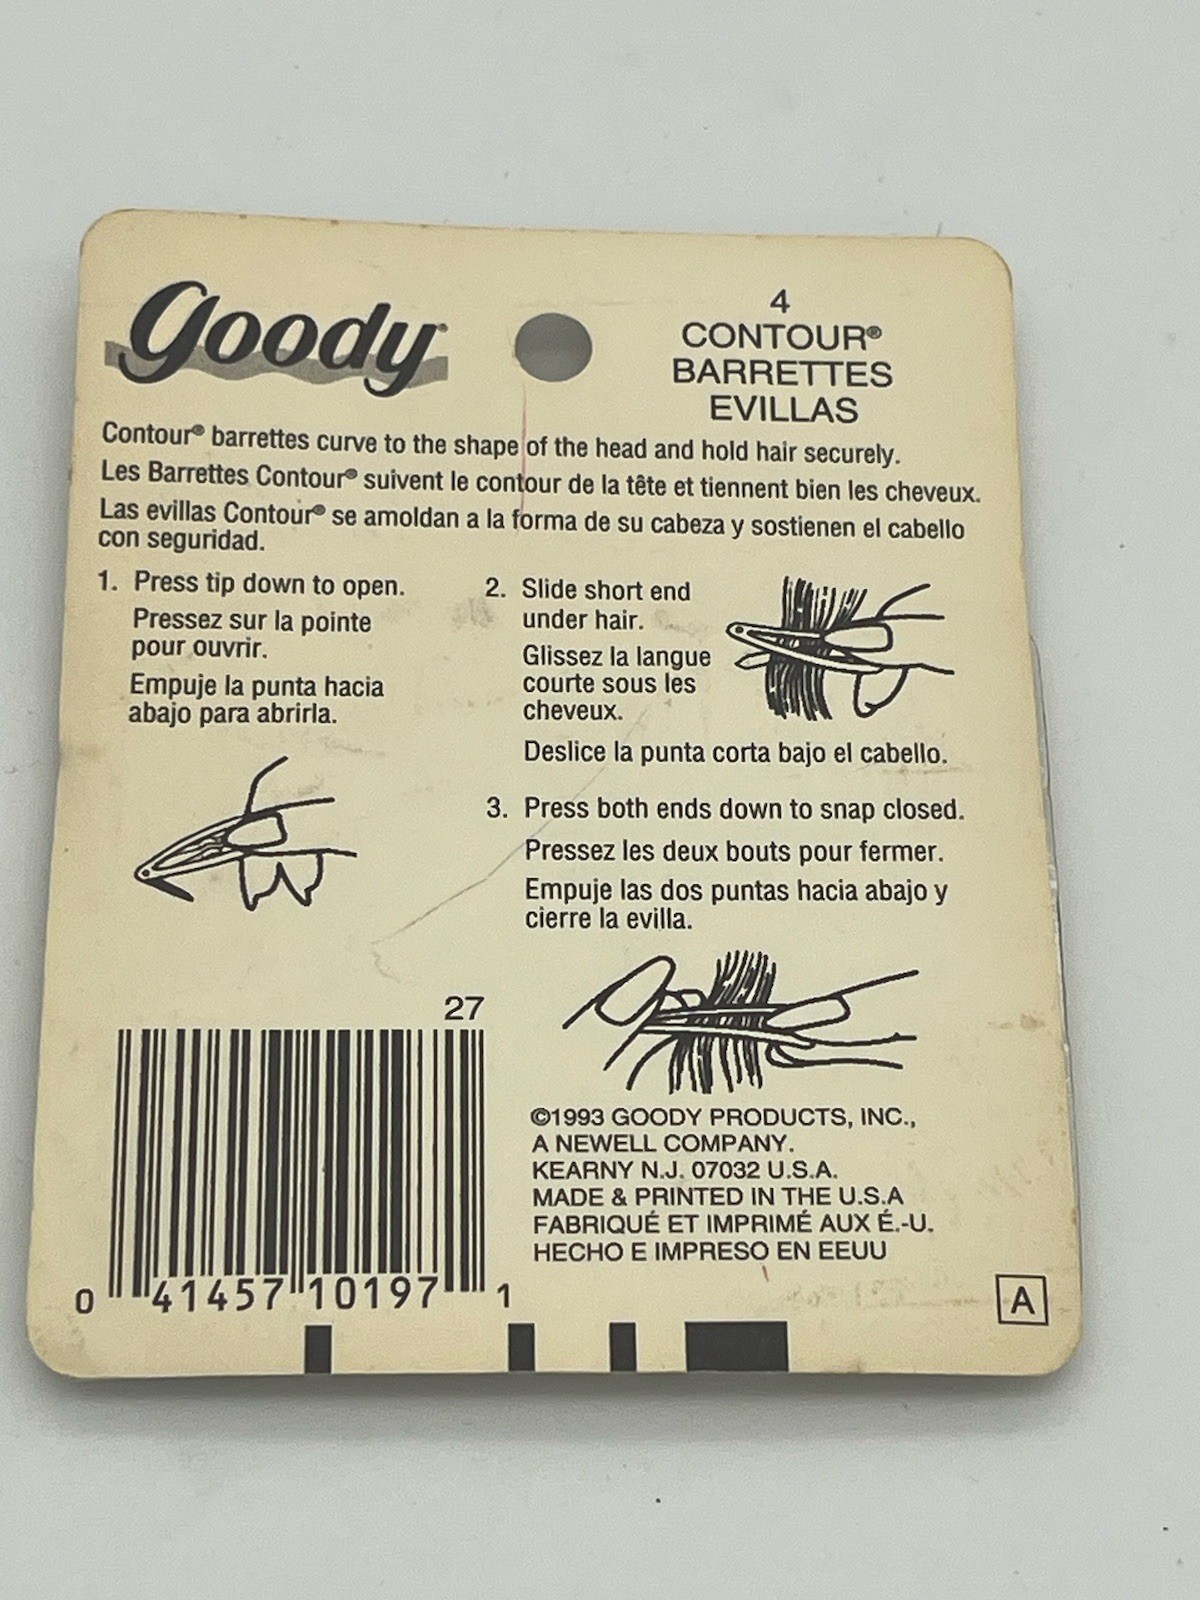 goody®
4
CONTOUR®
BARRETTES
EVILLAS
Contour® barrettes curve to the shape of the head and hold hair securely.
Les Barrettes Contour® suivent le contour de la tête et tiennent bien les cheveux.
Las evillas Contour® se amoldan a la forma de su cabeza y sostienen el cabello
con seguridad.
1. Press tip down to open.
Pressez sur la pointe
pour ouvrir.
Empuje la punta hacia
abajo para abrirla.
2. Slide short end
under hair.
Glissez la langue
courte sous les
cheveux.
Deslice la punta corta bajo el cabello.
3. Press both ends down to snap closed.
Pressez les deux bouts pour fermer.
Empuje las dos puntas hacia abajo y
cierre la evilla.
27
0 41457 10197 1
©1993 GOODY PRODUCTS, INC.,
A NEWELL COMPANY.
KEARNY N.J. 07032 U.S.A.
MADE & PRINTED IN THE U.S.A
FABRIQUÉ ET IMPRIMÉ AUX É.-U.
HECHO E IMPRESO EN EEUU
A